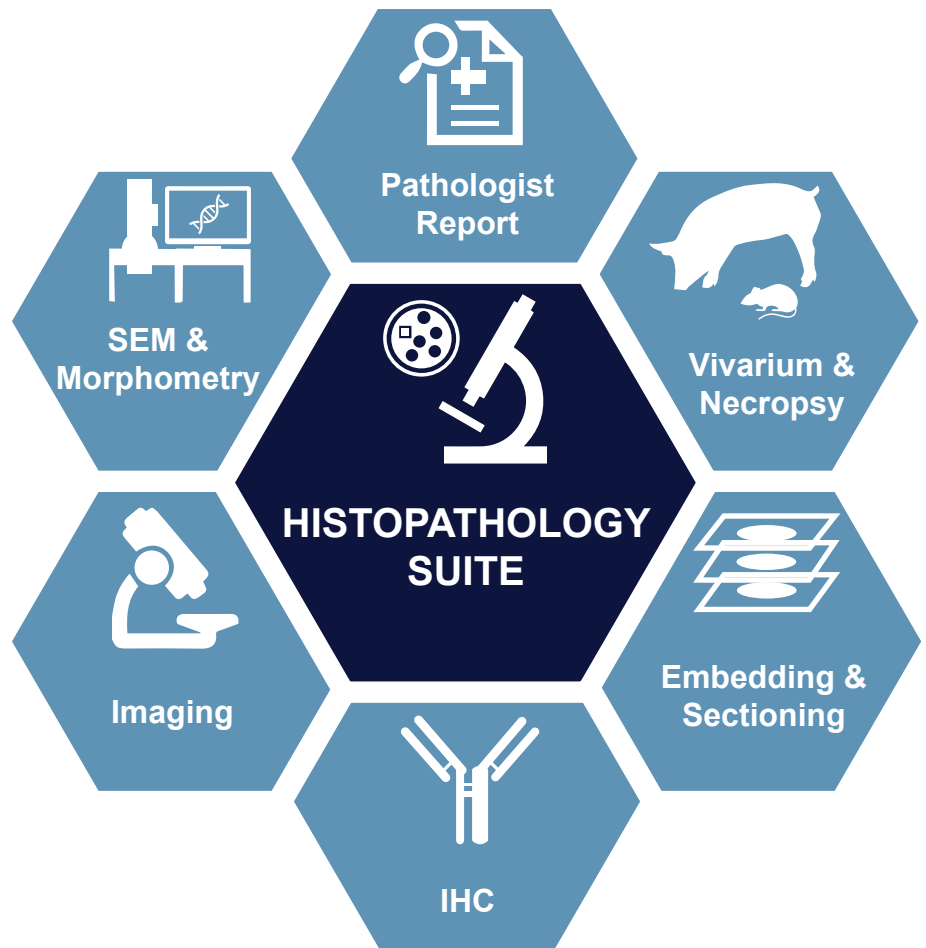 Pathologist
Report
SEM &
Morphometry
Vivarium &
Necropsy
HISTOPATHOLOGY
SUITE
Imaging
Embedding &
Sectioning
IHC